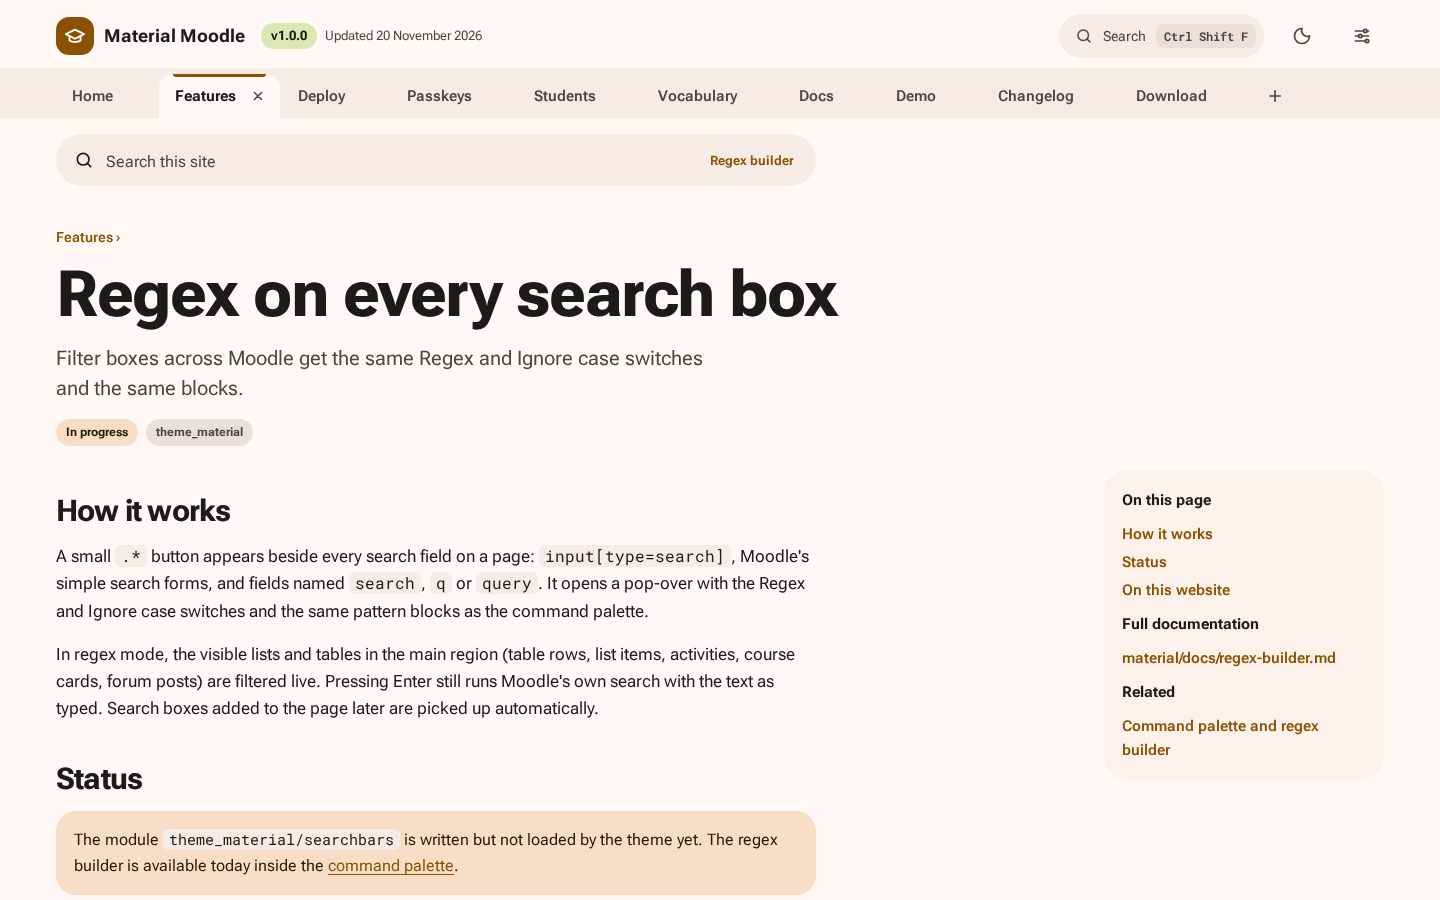 Material Moodle
v1.0.0
Updated 20 November 2026
Search
Ctrl Shift F
Home
Features
Deploy
Passkeys
Students
Vocabulary
Docs
Demo
Changelog
Download
Search this site
Regex builder
Features ›
Regex on every search box
Filter boxes across Moodle get the same Regex and Ignore case switches
and the same blocks.
In progress
theme_material
How it works
A small .* button appears beside every search field on a page: input[type=search], Moodle's
simple search forms, and fields named search, q or query. It opens a pop-over with the Regex
and Ignore case switches and the same pattern blocks as the command palette.
In regex mode, the visible lists and tables in the main region (table rows, list items, activities, course
cards, forum posts) are filtered live. Pressing Enter still runs Moodle's own search with the text as
typed. Search boxes added to the page later are picked up automatically.
Status
The module theme_material/searchbars is written but not loaded by the theme yet. The regex
builder is available today inside the command palette.
On this page
How it works
Status
On this website
Full documentation
material/docs/regex-builder.md
Related
Command palette and regex
builder